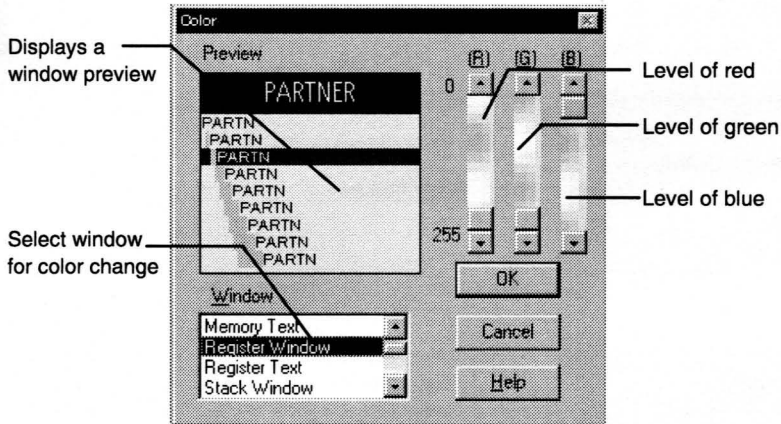 Color
Displays a
window preview
Preview
(R) (G) (B)
0
255
PARTNER
PARTN
PARTN
PARTN
PARTN
PARTN
PARTN
PARTN
PARTN
PARTN
Level of red
Level of green
Level of blue
Select window
for color change
Window
Memory Text
Register Window
Register Text
Stack Window
OK
Cancel
Help